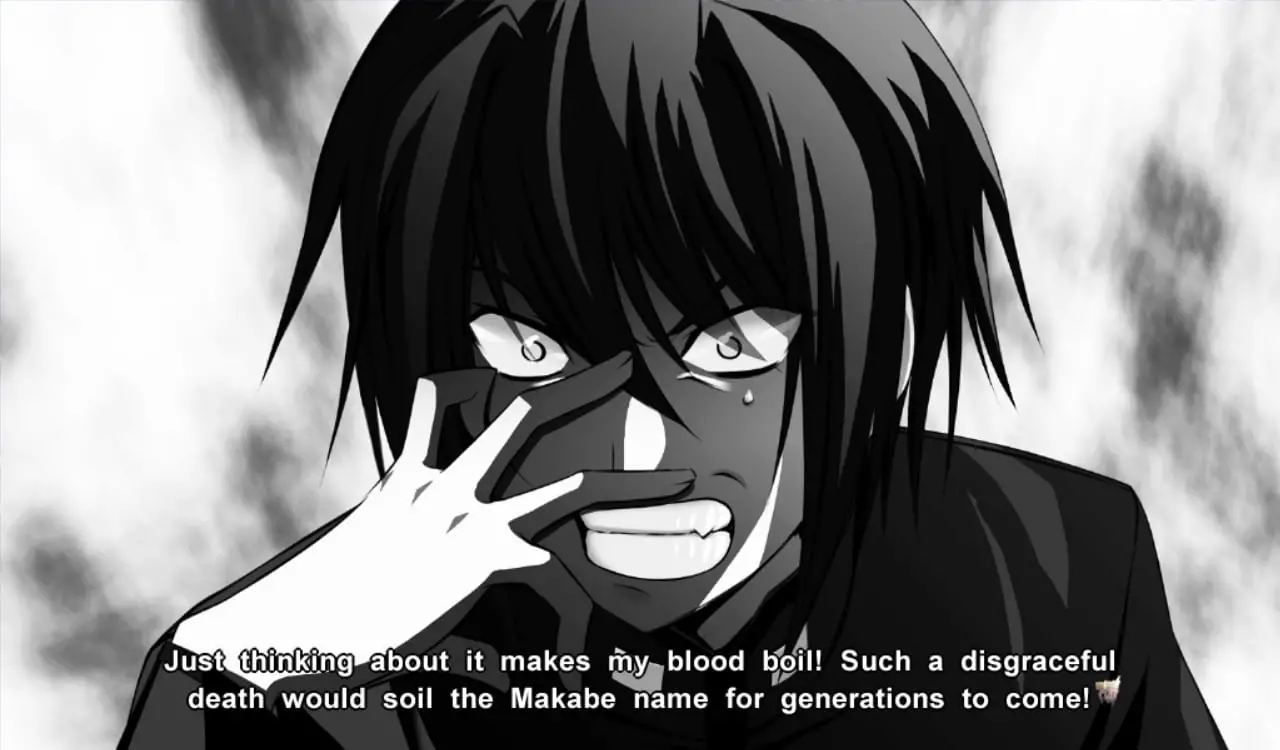 Just thinking about it makes my blood boil! Such a disgraceful
death would soil the Makabe name for generations to come!